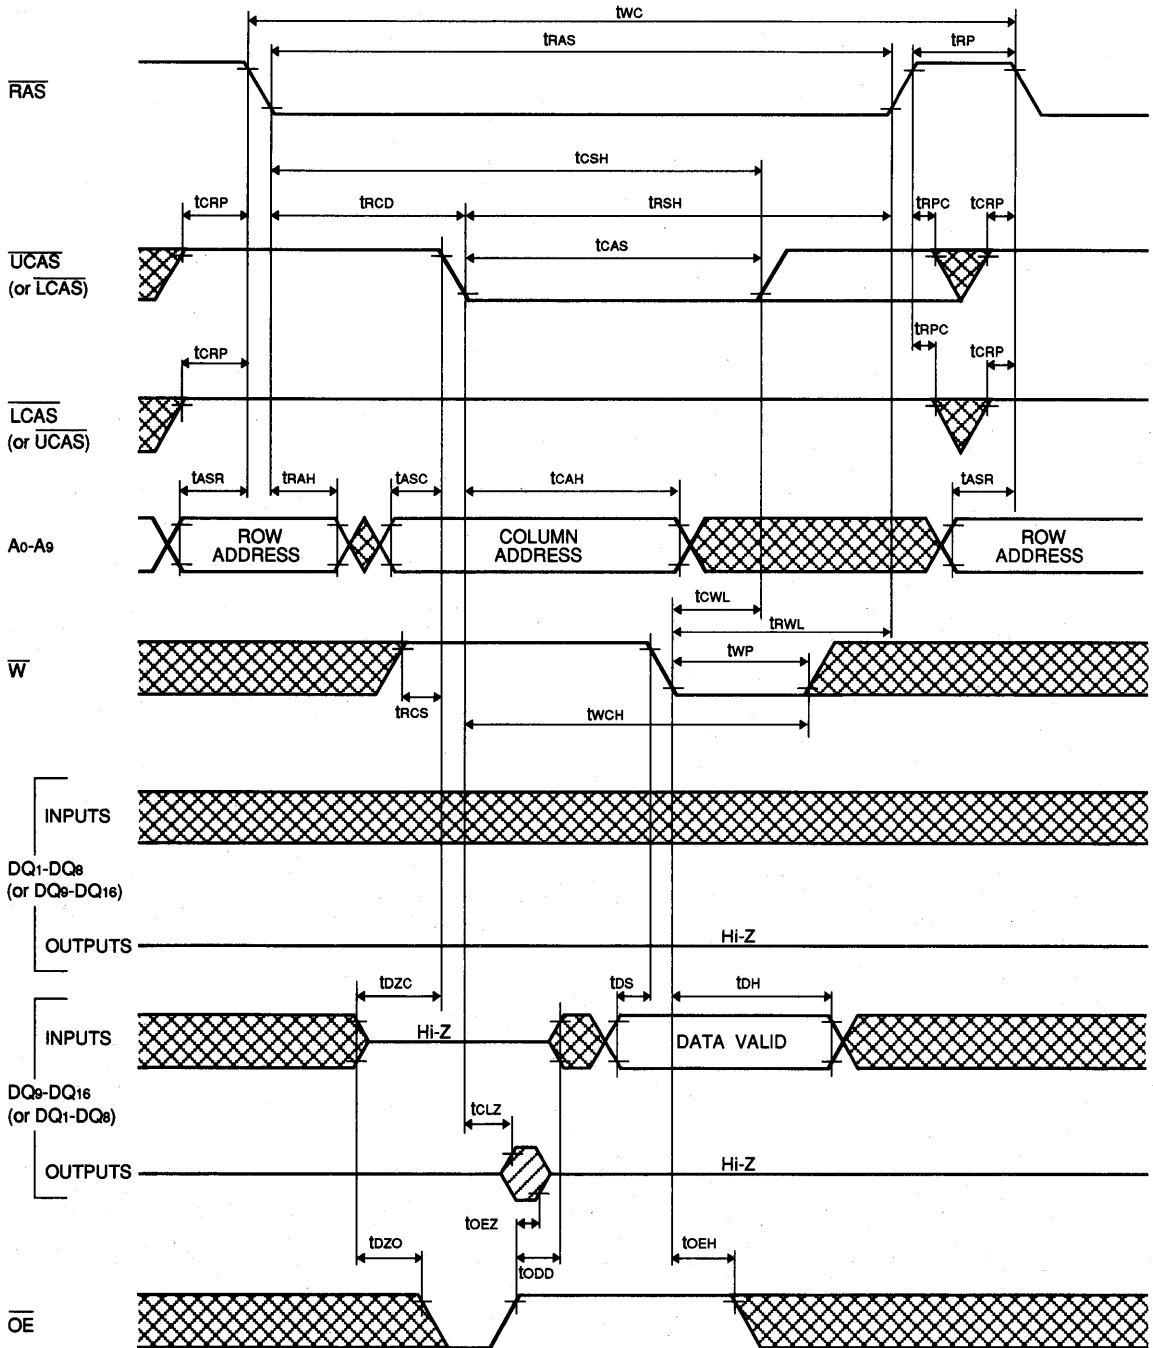 tWC
tRAS
tRP
RAS
tCSH
tCRP
tRCD
tRSH
tRPC
tCRP
UCAS
(or LCAS)
tCAS
tRPC
tCRP
tCRP
LCAS
(or UCAS)
tASR
tRAH
tASC
tCAH
tASR
A0-A9
ROW
ADDRESS
COLUMN
ADDRESS
ROW
ADDRESS
tCWL
tRWL
W
tWP
tRCS
tWCH
INPUTS
DQ1-DQ8
(or DQ9-DQ16)
OUTPUTS
Hi-Z
tDZC
tDS
tDH
INPUTS
Hi-Z
DATA VALID
DQ9-DQ16
(or DQ1-DQ8)
tCLZ
OUTPUTS
Hi-Z
tOEZ
tDZO
tODD
tOEH
OE